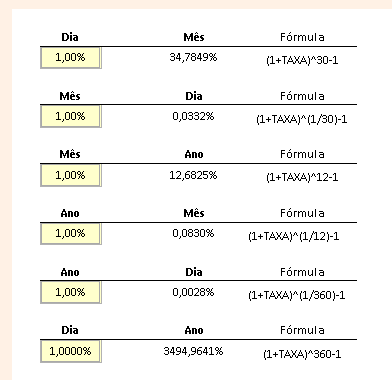 Dia Mês Fórmula
1,00% 34,7849% (1+TAXA)^30-1
Mês Dia Fórmula
1,00% 0,0332% (1+TAXA)^(1/30)-1
Mês Ano Fórmula
1,00% 12,6825% (1+TAXA)^12-1
Ano Mês Fórmula
1,00% 0,0830% (1+TAXA)^(1/12)-1
Ano Dia Fórmula
1,00% 0,0028% (1+TAXA)^(1/360)-1
Dia Ano Fórmula
1,0000% 3494,9641% (1+TAXA)^360-1